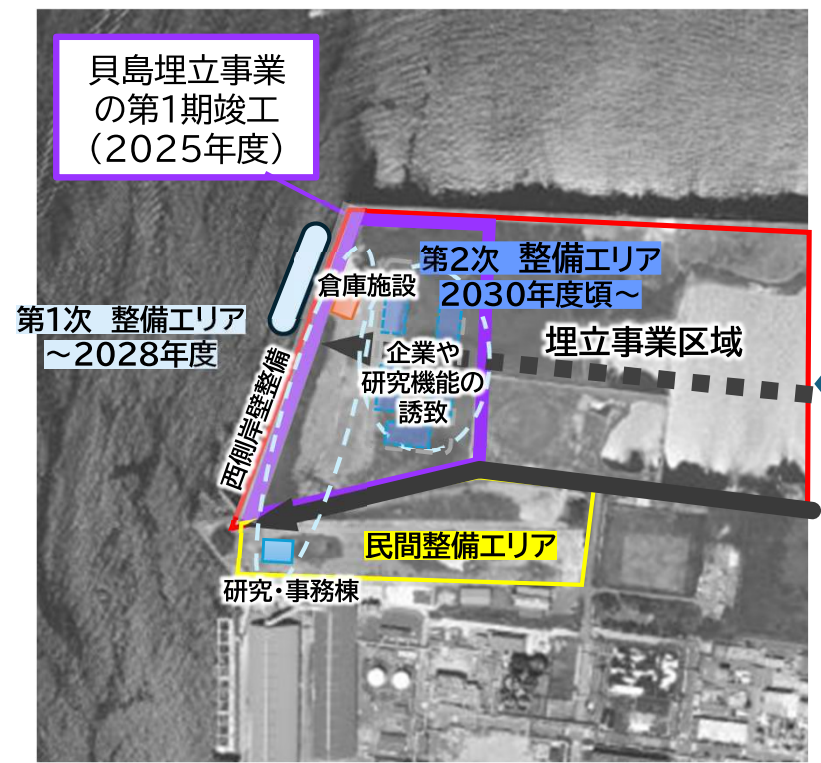 貝島埋立事業
の第1期竣工
（2025年度）
第2次　整備エリア
2030年度頃～
倉庫施設
第1次　整備エリア
～2028年度
埋立事業区域
企業や
研究機能の
誘致
西側岸壁整備
民間整備エリア
研究・事務棟